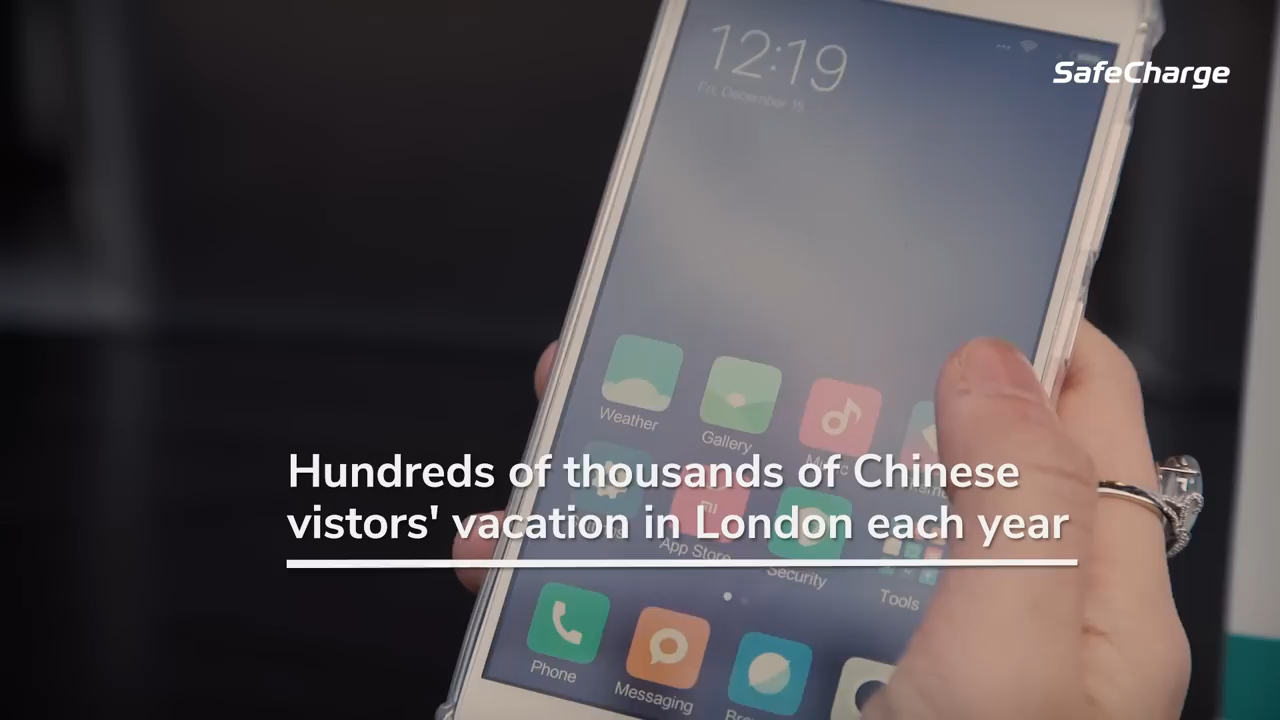 12:19
Fri, December 15
SafeCharge
Weather
Gallery
Hundreds of thousands of Chinese
vistors' vacation in London each year
App Store
Security
Tools
Phone
Messaging